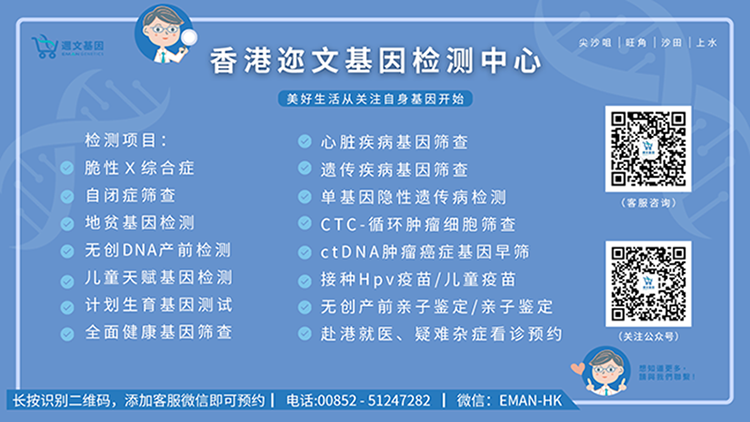 迩文基因
尖沙咀 | 旺角 | 沙田 | 上水
香港迩文基因检测中心
美好生活从关注自身基因开始
检测项目：
脆性X综合症
自闭症筛查
地贫基因检测
无创DNA产前检测
儿童天赋基因检测
计划生育基因测试
全面健康基因筛查
心脏疾病基因筛查
遗传疾病基因筛查
单基因隐性遗传病检测
CTC-循环肿瘤细胞筛查
ctDNA肿瘤癌症基因早筛
接种Hpv疫苗/儿童疫苗
无创产前亲子鉴定/亲子鉴定
赴港就医、疑难杂症看诊预约
（客服咨询）
（关注公众号）
想知道更多，
請與我們聯繫！
长按识别二维码，添加客服微信即可预约 | 电话:00852 - 51247282 | 微信：EMAN-HK